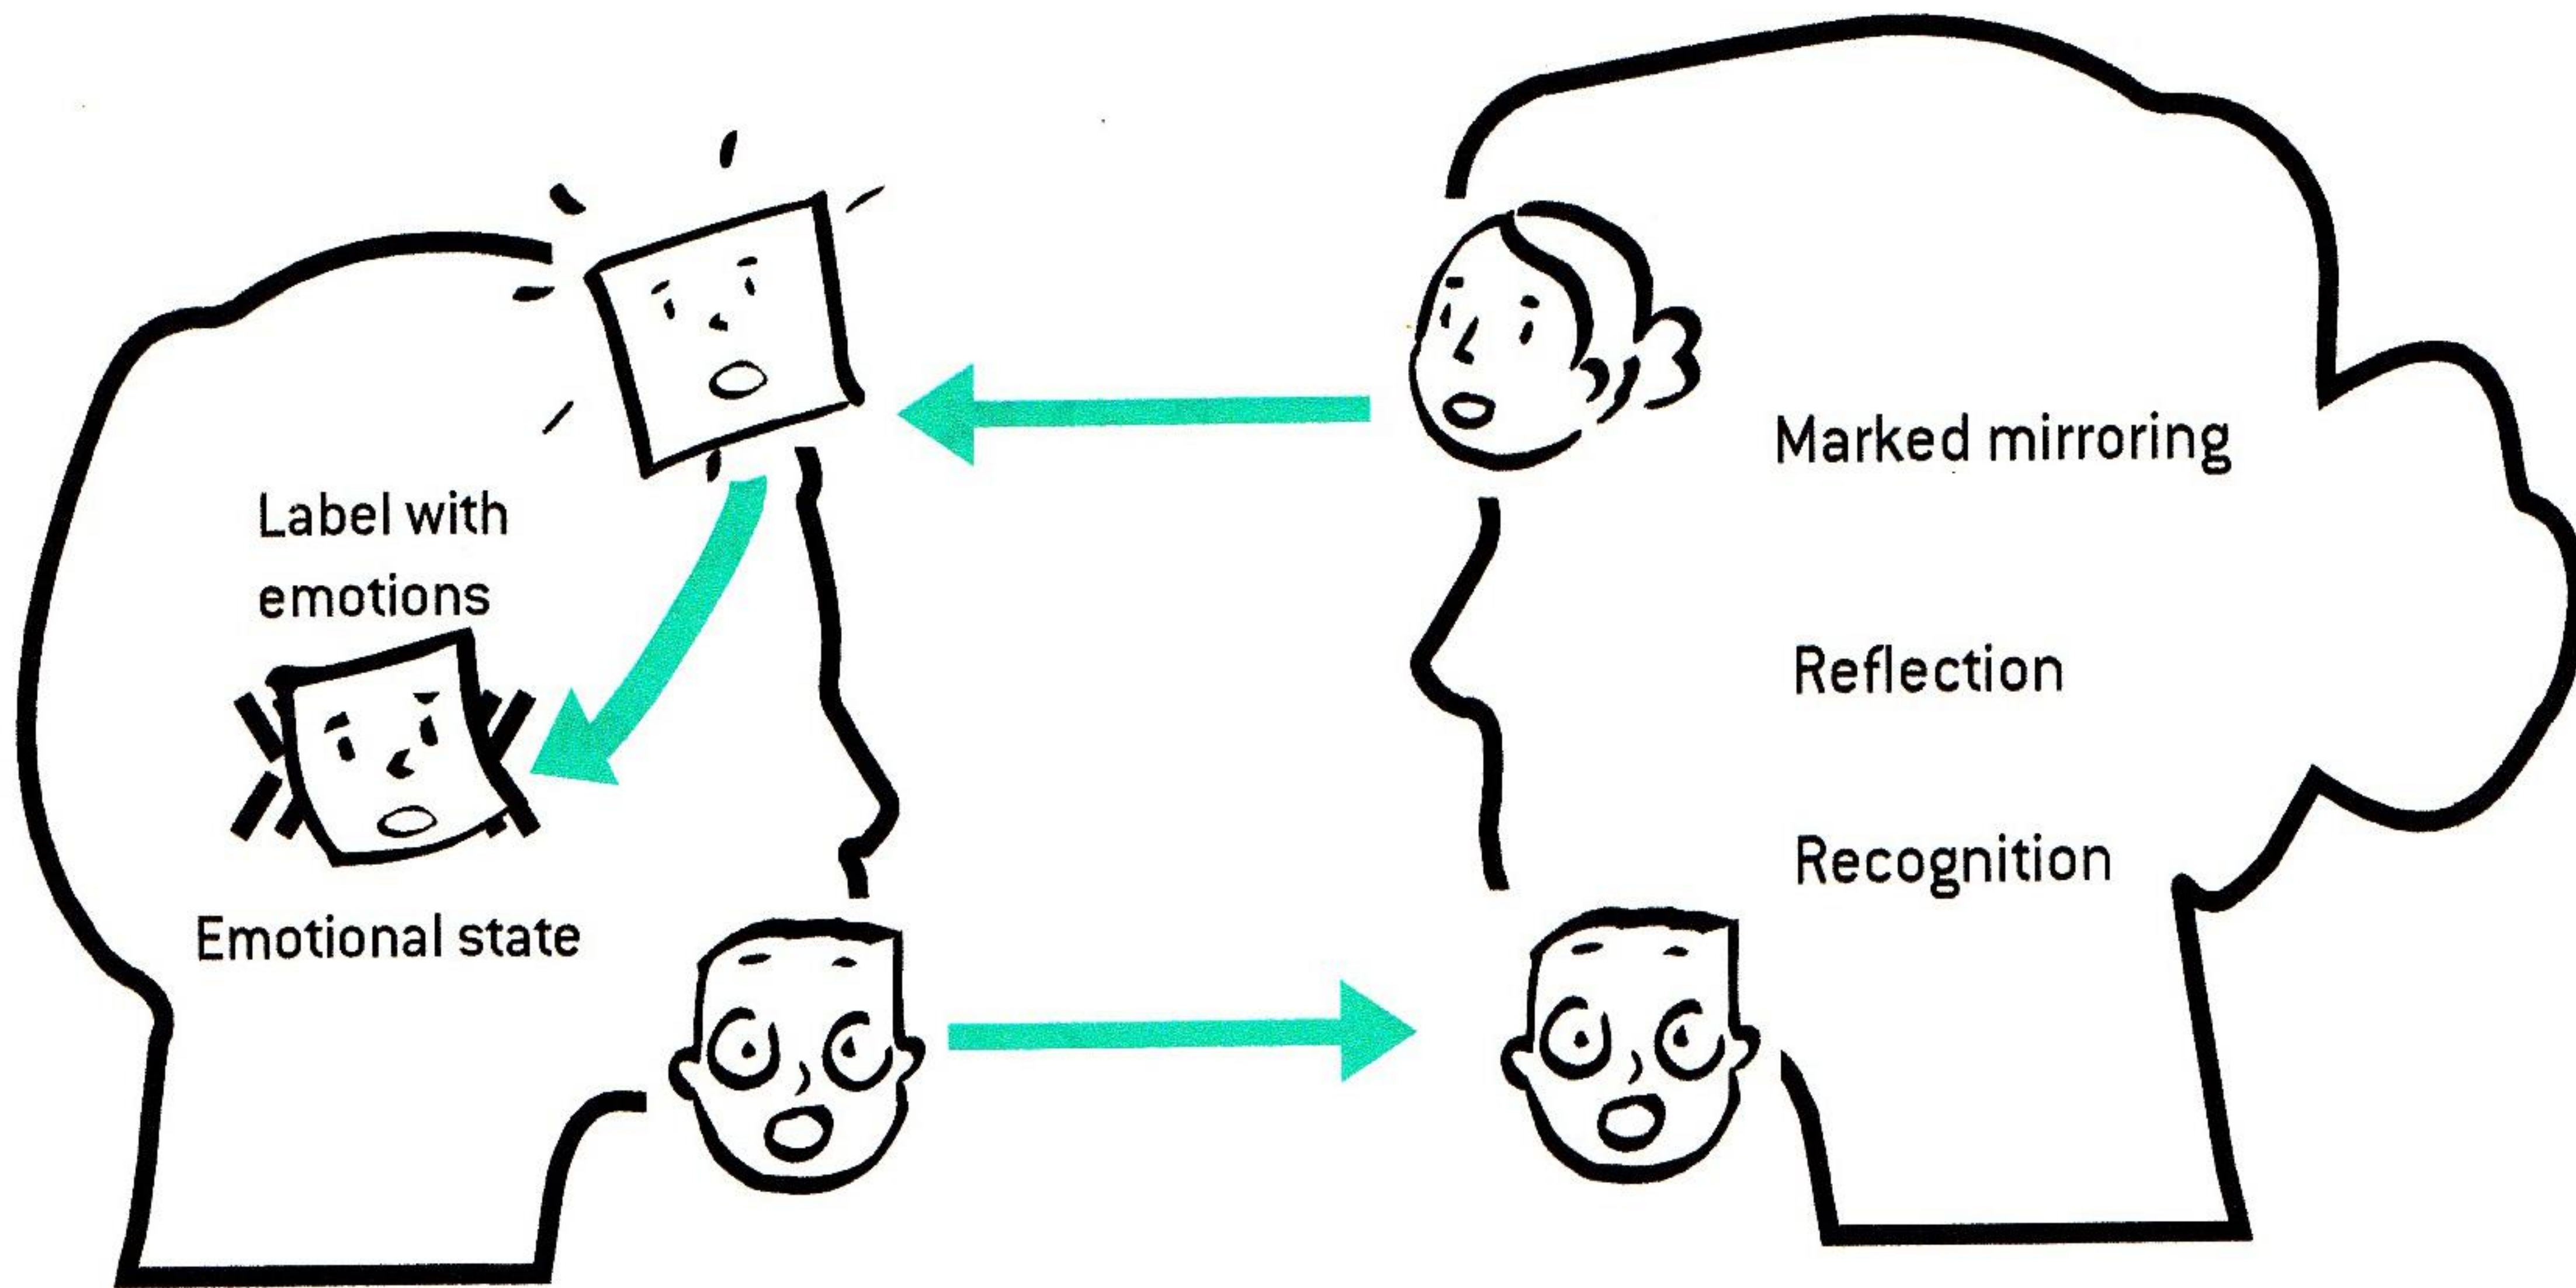 Label with
emotions
Emotional state
Marked mirroring
Reflection
Recognition